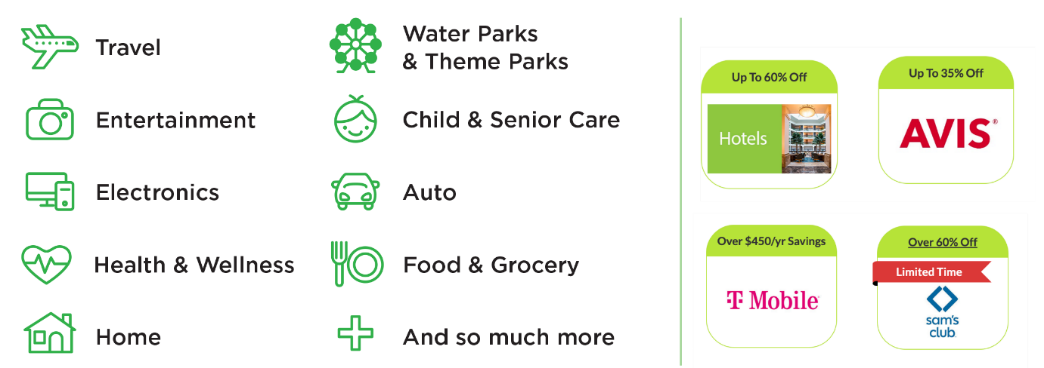 Travel
Entertainment
Electronics
Health & Wellness
Home
Water Parks
& Theme Parks
Child & Senior Care
Auto
Food & Grocery
And so much more
Up To 60% Off
Hotels
Up To 35% Off
AVIS®
Over $450/yr Savings
T Mobile
Over 60% Off
Limited Time
sam's
club